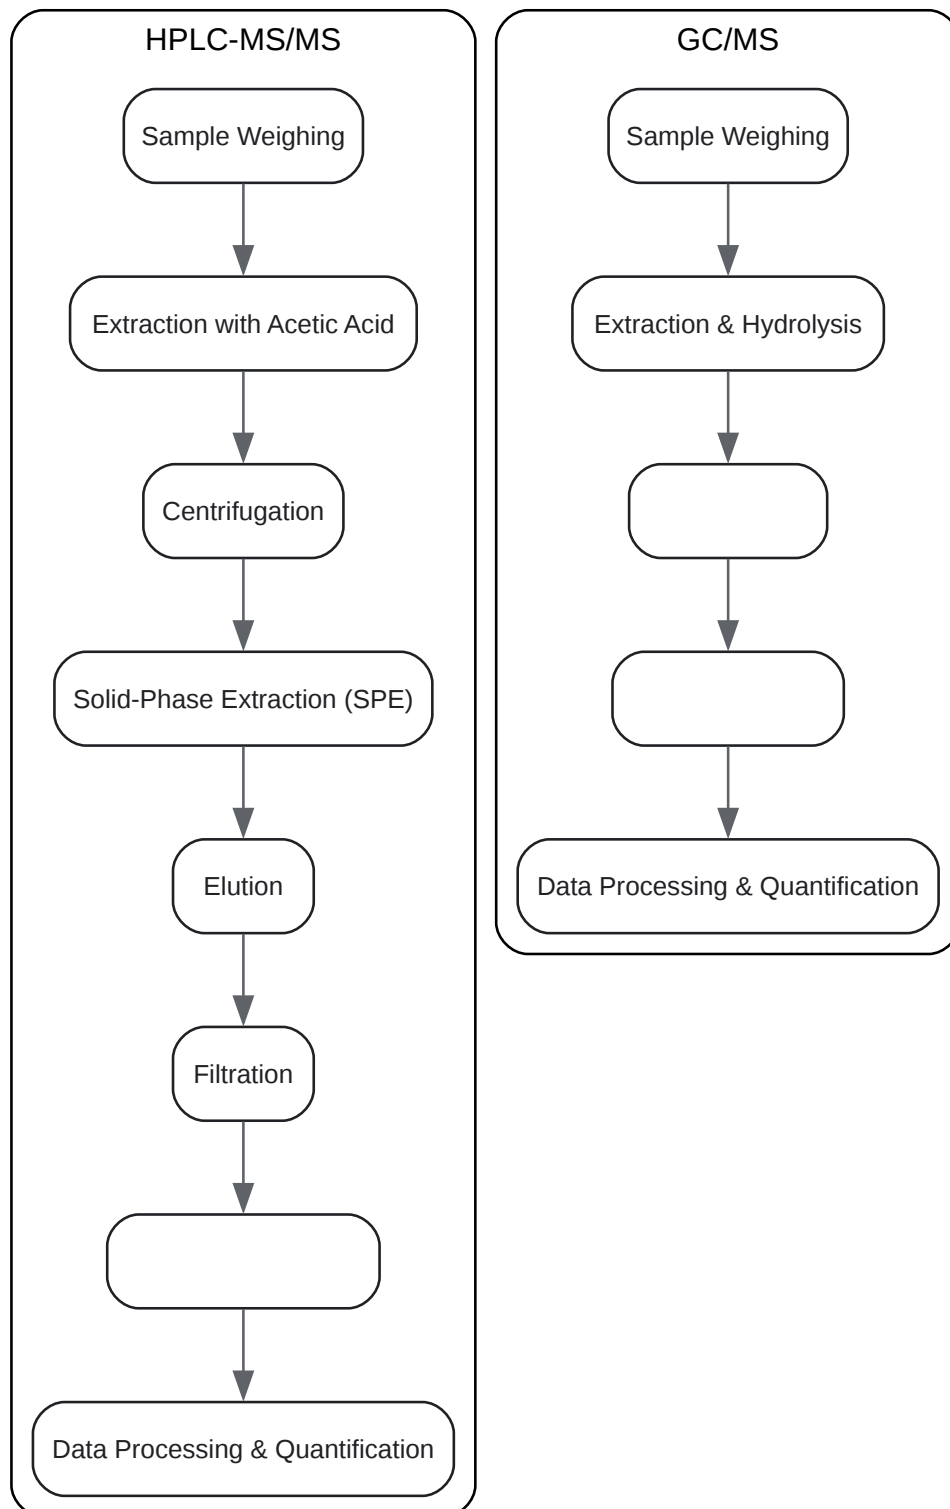 HPLC-MS/MS
Sample Weighing
Extraction with Acetic Acid
Centrifugation
Solid-Phase Extraction (SPE)
Elution
Filtration
Data Processing & Quantification
GC/MS
Sample Weighing
Extraction & Hydrolysis
Data Processing & Quantification